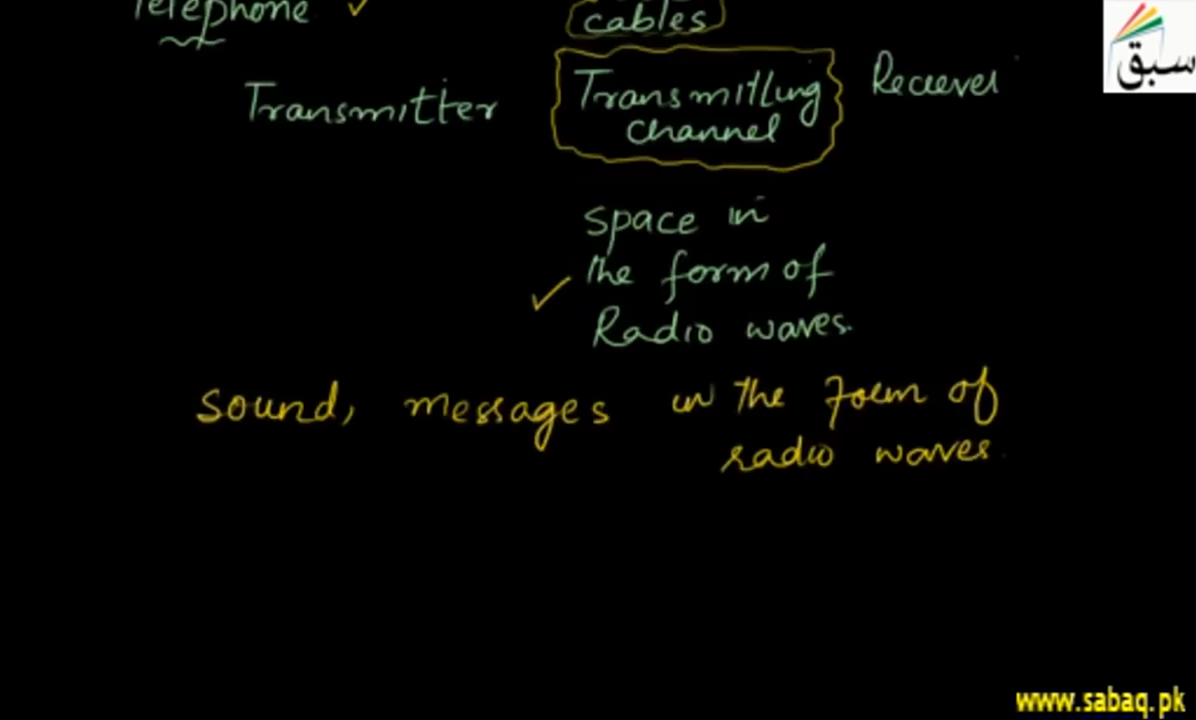 Telephone ✓
cables
Transmitter Transmitting Reciever
channel
space in
✓ the form of
Radio waves.
sound, messages in the form of
radio waves
سبق
www.sabaq.pk